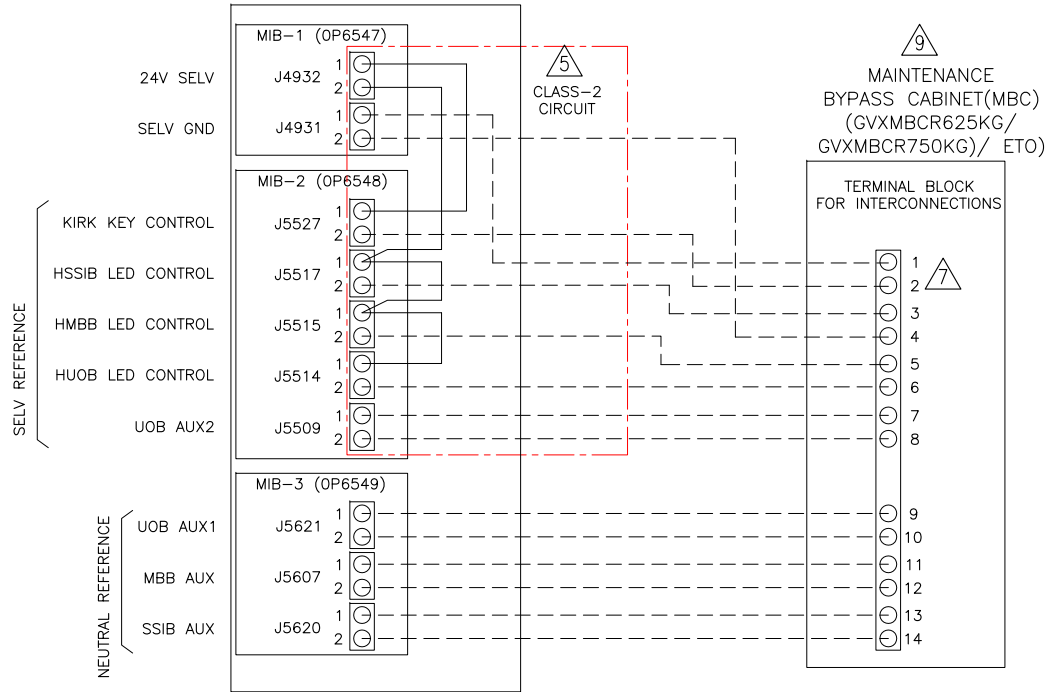 MIB-1 (0P6547)
24V SELV
J4932
1
2
SELV GND
J4931
1
2
5
CLASS-2
CIRCUIT
MIB-2 (0P6548)
SELV REFERENCE
KIRK KEY CONTROL
J5527
1
2
HSSIB LED CONTROL
J5517
1
2
HMBB LED CONTROL
J5515
1
2
HUOB LED CONTROL
J5514
1
2
UOB AUX2
J5509
1
2
MIB-3 (0P6549)
NEUTRAL REFERENCE
UOB AUX1
J5621
1
2
MBB AUX
J5607
1
2
SSIB AUX
J5620
1
2
9
MAINTENANCE
BYPASS CABINET(MBC)
(GVXMBCR625KG/
GVXMBCR750KG)/ ETO)
TERMINAL BLOCK
FOR INTERCONNECTIONS
1
2
7
3
4
5
6
7
8
9
10
11
12
13
14